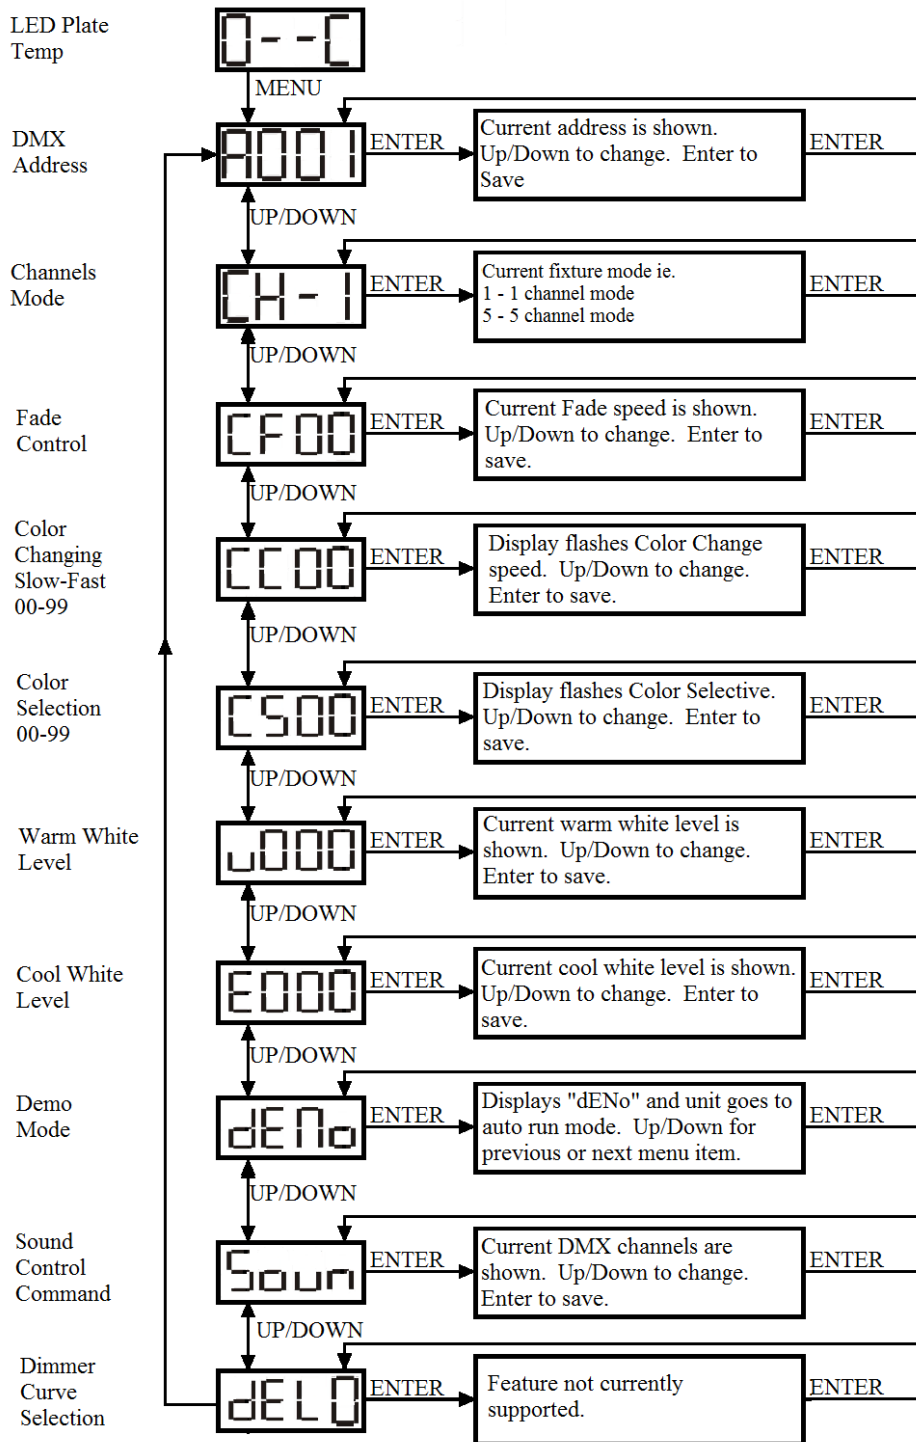 LED Plate
Temp
0--C
MENU
DMX
Address
A001
ENTER
Current address is shown.
Up/Down to change. Enter to
Save
ENTER
UP/DOWN
Channels
Mode
CH-1
ENTER
Current fixture mode ie.
1 - 1 channel mode
5 - 5 channel mode
ENTER
UP/DOWN
Fade
Control
CF00
ENTER
Current Fade speed is shown.
Up/Down to change. Enter to
save.
ENTER
UP/DOWN
Color
Changing
Slow-Fast
00-99
CC00
ENTER
Display flashes Color Change
speed. Up/Down to change.
Enter to save.
ENTER
UP/DOWN
Color
Selection
00-99
CS00
ENTER
Display flashes Color Selective.
Up/Down to change. Enter to
save.
ENTER
UP/DOWN
Warm White
Level
u000
ENTER
Current warm white level is
shown. Up/Down to change.
Enter to save.
ENTER
UP/DOWN
Cool White
Level
E000
ENTER
Current cool white level is shown.
Up/Down to change. Enter to
save.
ENTER
UP/DOWN
Demo
Mode
dENo
ENTER
Displays "dENo" and unit goes to
auto run mode. Up/Down for
previous or next menu item.
ENTER
UP/DOWN
Sound
Control
Command
Soun
ENTER
Current DMX channels are
shown. Up/Down to change.
Enter to save.
ENTER
UP/DOWN
Dimmer
Curve
Selection
dEL0
ENTER
Feature not currently
supported.
ENTER